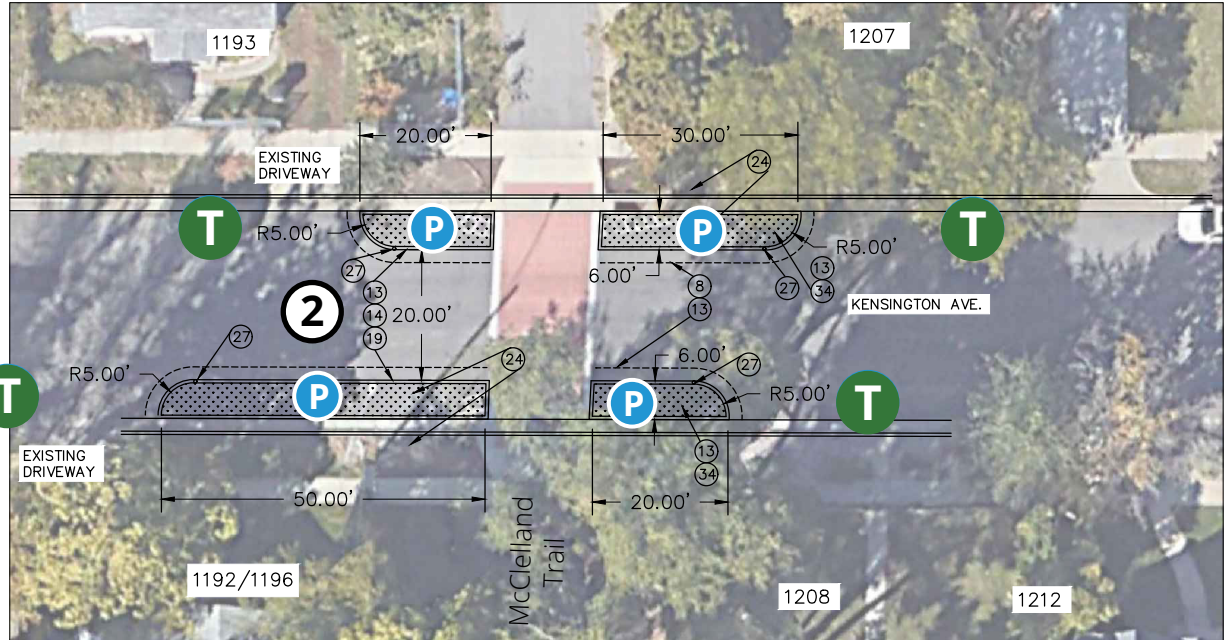 1193
1207
20.00'
30.00'
24
EXISTING
DRIVEWAY
T
P
P
T
R5.00'
R5.00'
27
13
6.00'
13
34
8
27
2
13
14
20.00'
KENSINGTON AVE.
19
27
24
6.00'
27
R5.00'
R5.00'
T
P
P
T
13
34
EXISTING
DRIVEWAY
50.00'
20.00'
McClelland
Trail
1192/1196
1208
1212